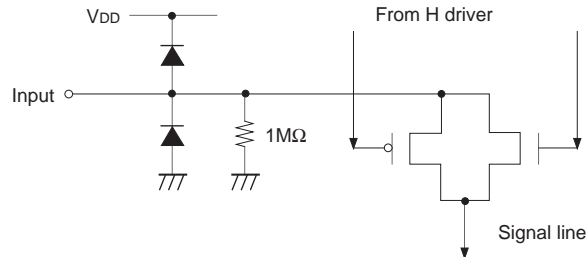 From H driver
VDD
Input
1MΩ
Signal line